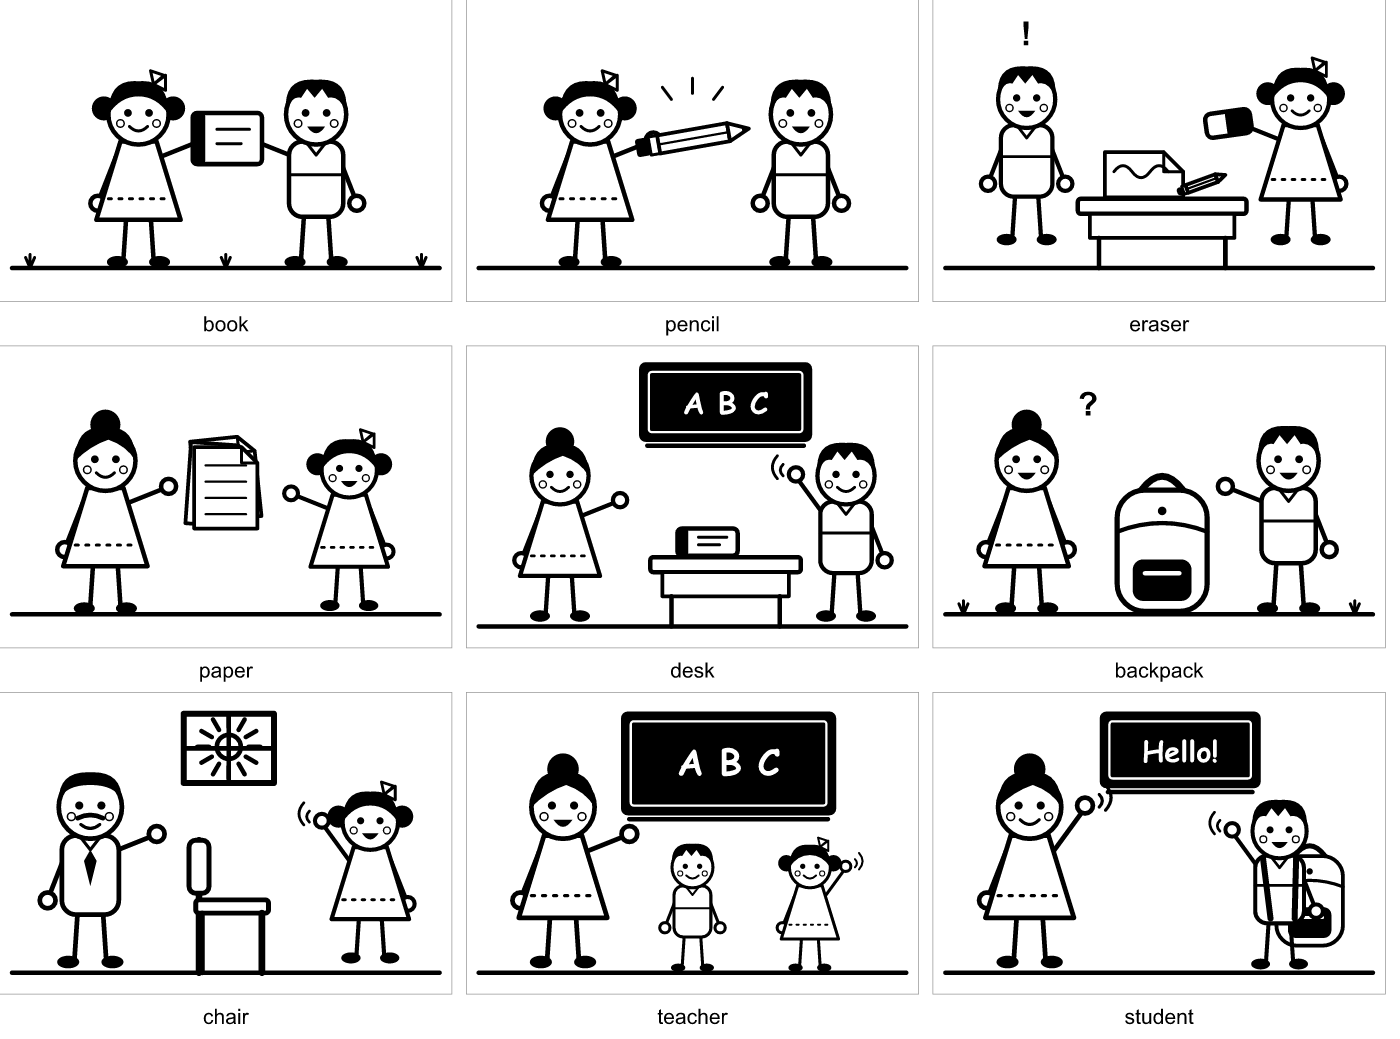 !
book
pencil
eraser
A B C
?
paper
desk
backpack
A B C
Hello!
chair
teacher
student